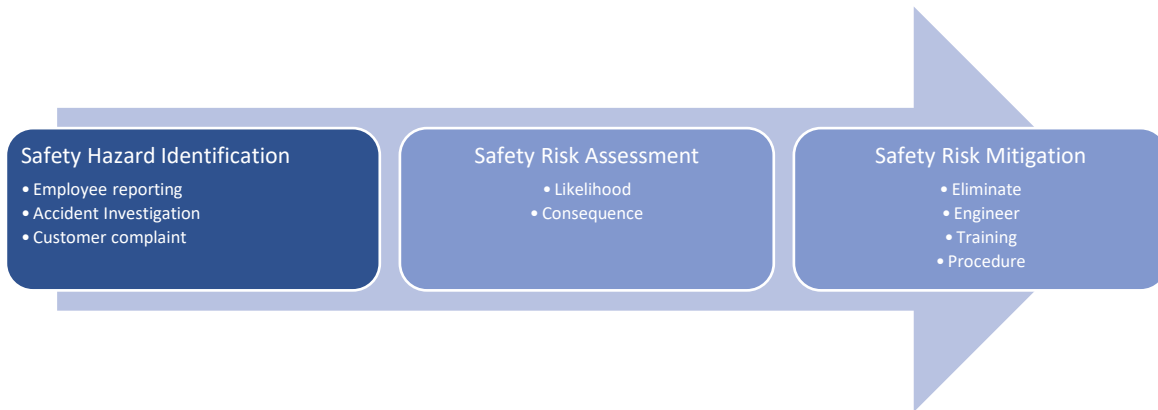 Safety Hazard Identification
• Employee reporting
• Accident Investigation
• Customer complaint
Safety Risk Assessment
• Likelihood
• Consequence
Safety Risk Mitigation
• Eliminate
• Engineer
• Training
• Procedure